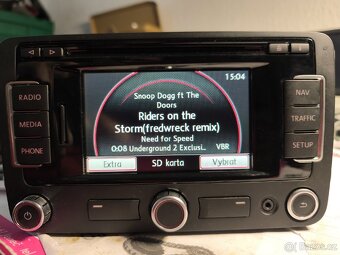 15:04
Snoop Dogg ft The
Doors
Riders on the
Storm(fredwreck remix)
Need for Speed
0:08 Underground 2 Exclusi..
VBR
Extra
SD karta
Vybrat
RADIO
MEDIA
PHONE
NAV
TRAFFIC
SETUP